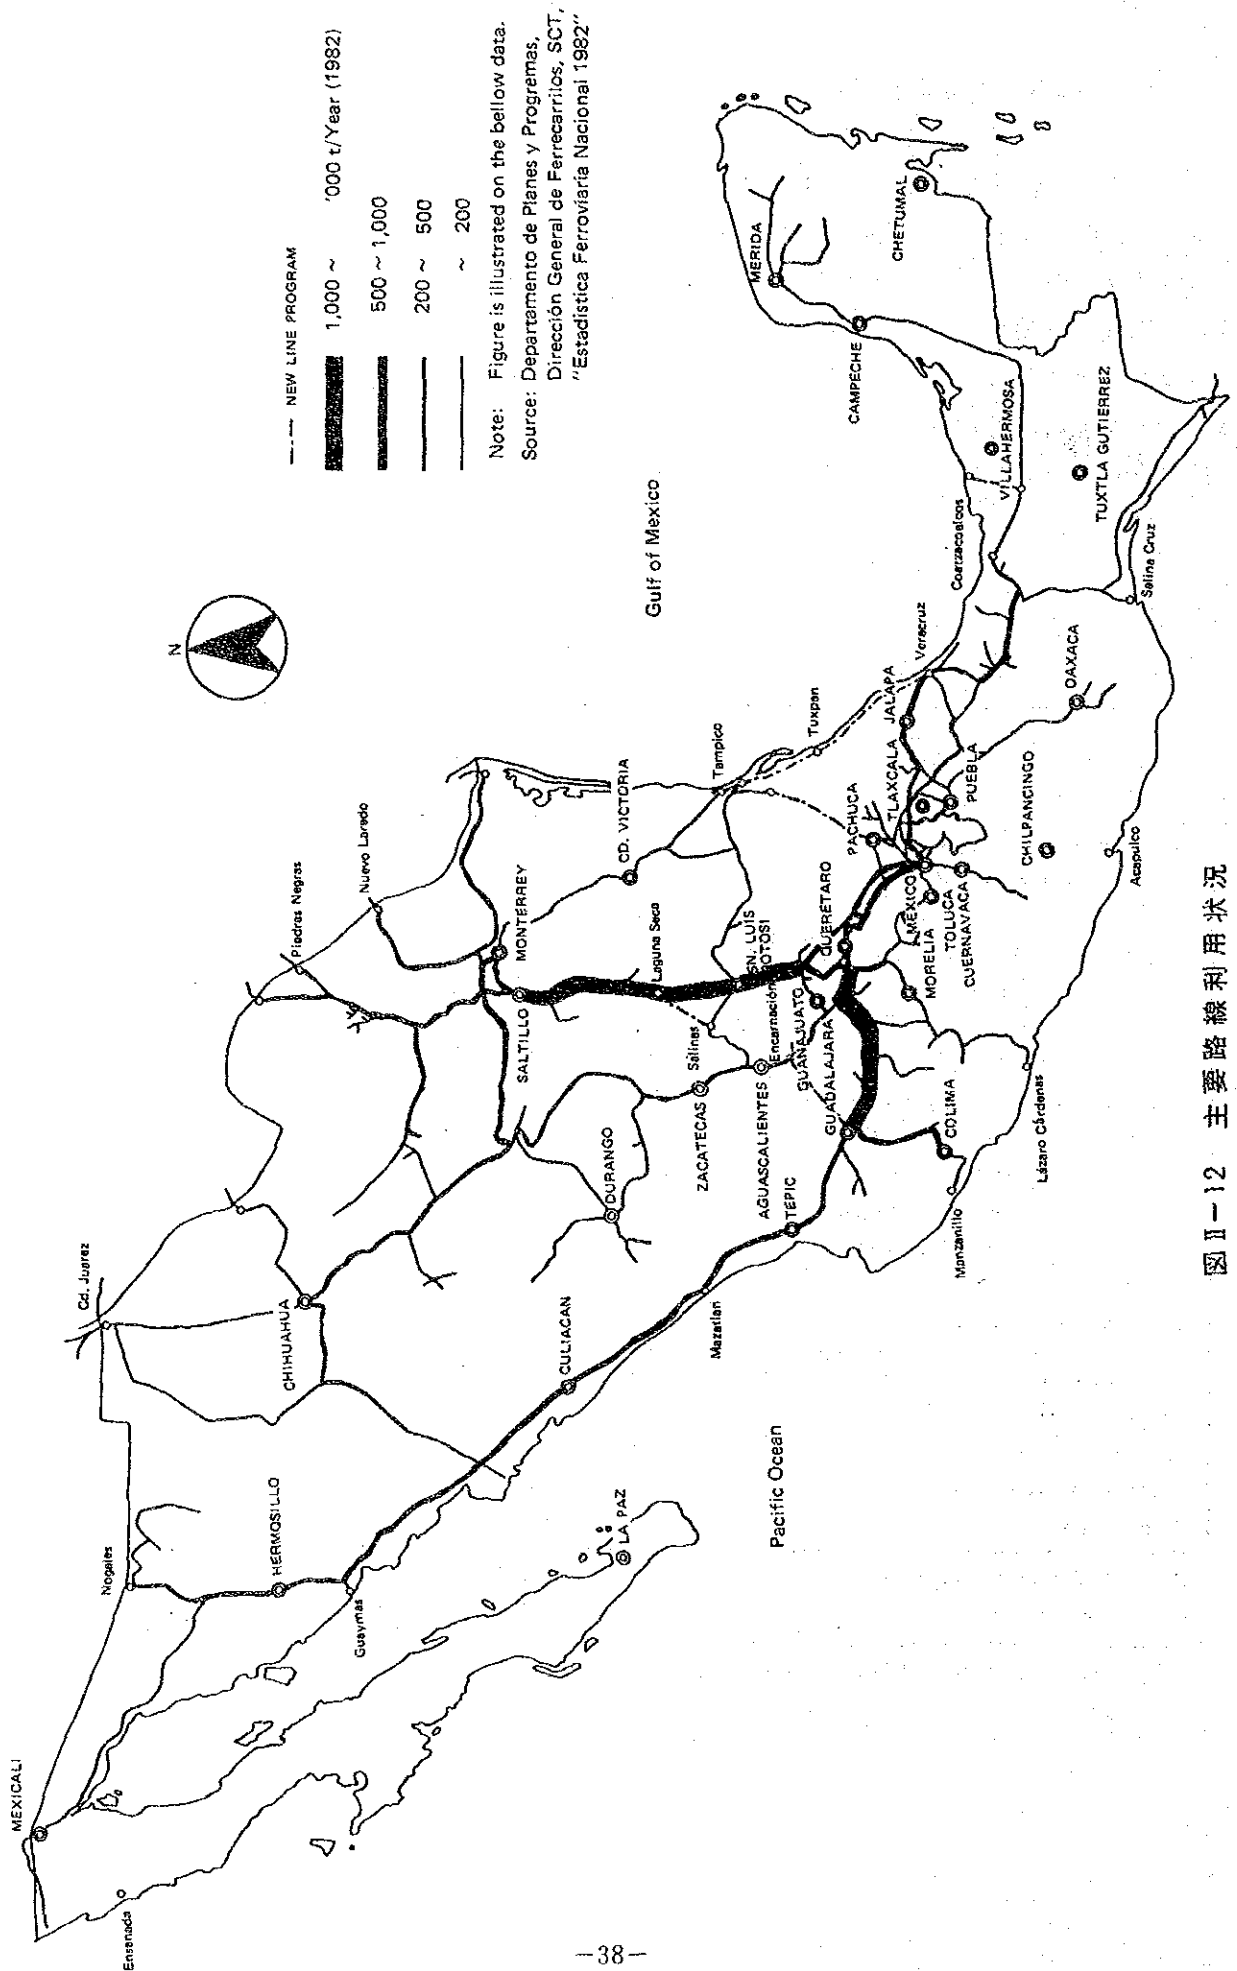 — NEW LINE PROGRAM
1,000 ~ '000 t/Year (1982)
500 ~ 1,000
200 ~ 500
~ 200
Note: Figure is illustrated on the bellow data.
Source: Departamento de Planes y Progremas,
Dirección General de Ferrecarrilos, SCT,
"Estadistica Ferroviaria Nacional 1982"
N
Gulf of Mexico
Pacific Ocean
MEXICALI
Ensenada
Nogales
HERMOSILLO
Guaymas
LA PAZ
Cd. Juarez
CHIHUAHUA
CULIACAN
Mazatlan
DURANGO
TEPIC
Piedras Negras
Nuevo Laredo
MONTERREY
SALTILLO
CD. VICTORIA
Laguna Seca
Salinas
ZACATECAS
SN. LUIS
POTOSI
Encarnación
AGUASCALIENTES
GUANAJUATO
GUADALAJARA
COLIMA
Manzanillo
Lázaro Cárdenas
Tampico
Tuxpan
PACHUCA
QUERETARO
MEXICO
TOLUCA
MORELIA
CUERNAVACA
TLAXCALA
JALAPA
PUEBLA
Veracruz
CHILPANCINGO
Acapulco
OAXACA
Coatzacoalcos
Salina Cruz
VILLAHERMOSA
TUXTLA GUTIERREZ
CAMPECHE
MERIDA
CHETUMAL
図Ⅱ-12 主要路線利用状況
-38-